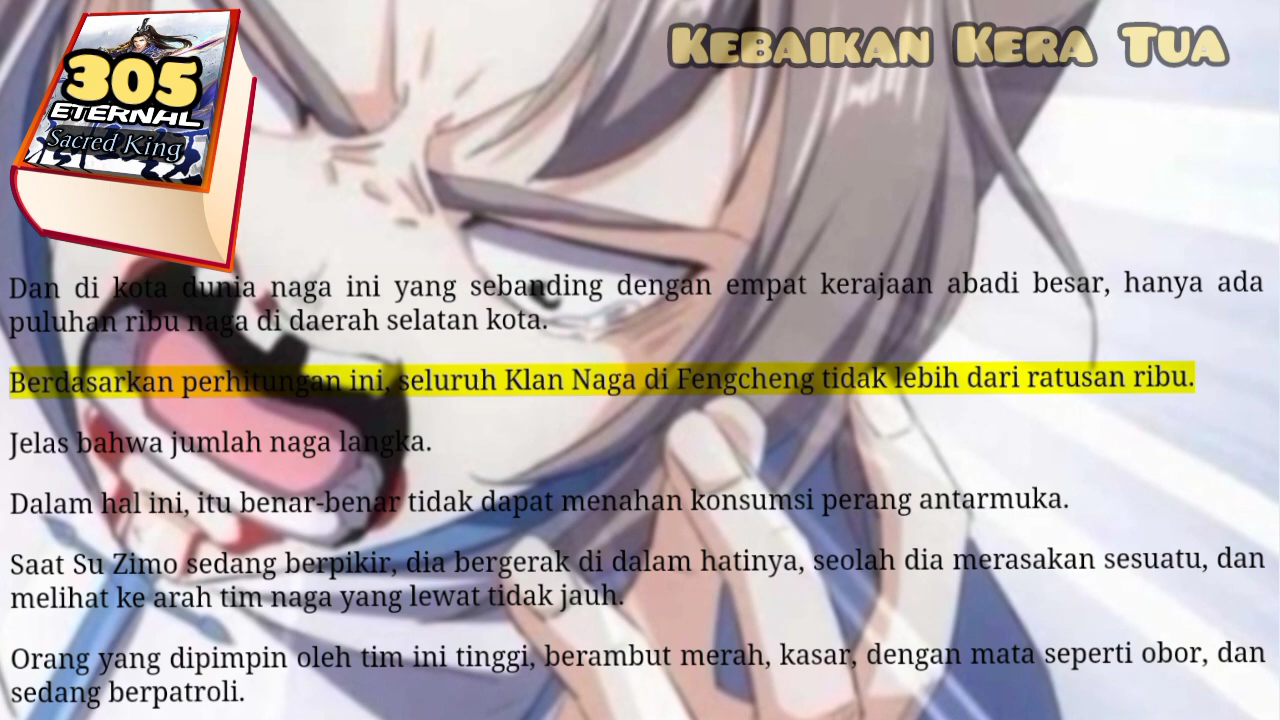 305
ETERNAL
Sacred King
KEBAIKAN KERA TUA
Dan di kota dunia naga ini yang sebanding dengan empat kerajaan abadi besar, hanya ada
puluhan ribu naga di daerah selatan kota.
Berdasarkan perhitungan ini, seluruh Klan Naga di Fengcheng tidak lebih dari ratusan ribu.
Jelas bahwa jumlah naga langka.
Dalam hal ini, itu benar-benar tidak dapat menahan konsumsi perang antarmuka.
Saat Su Zimo sedang berpikir, dia bergerak di dalam hatinya, seolah dia merasakan sesuatu, dan
melihat ke arah tim naga yang lewat tidak jauh.
Orang yang dipimpin oleh tim ini tinggi, berambut merah, kasar, dengan mata seperti obor, dan
sedang berpatroli.